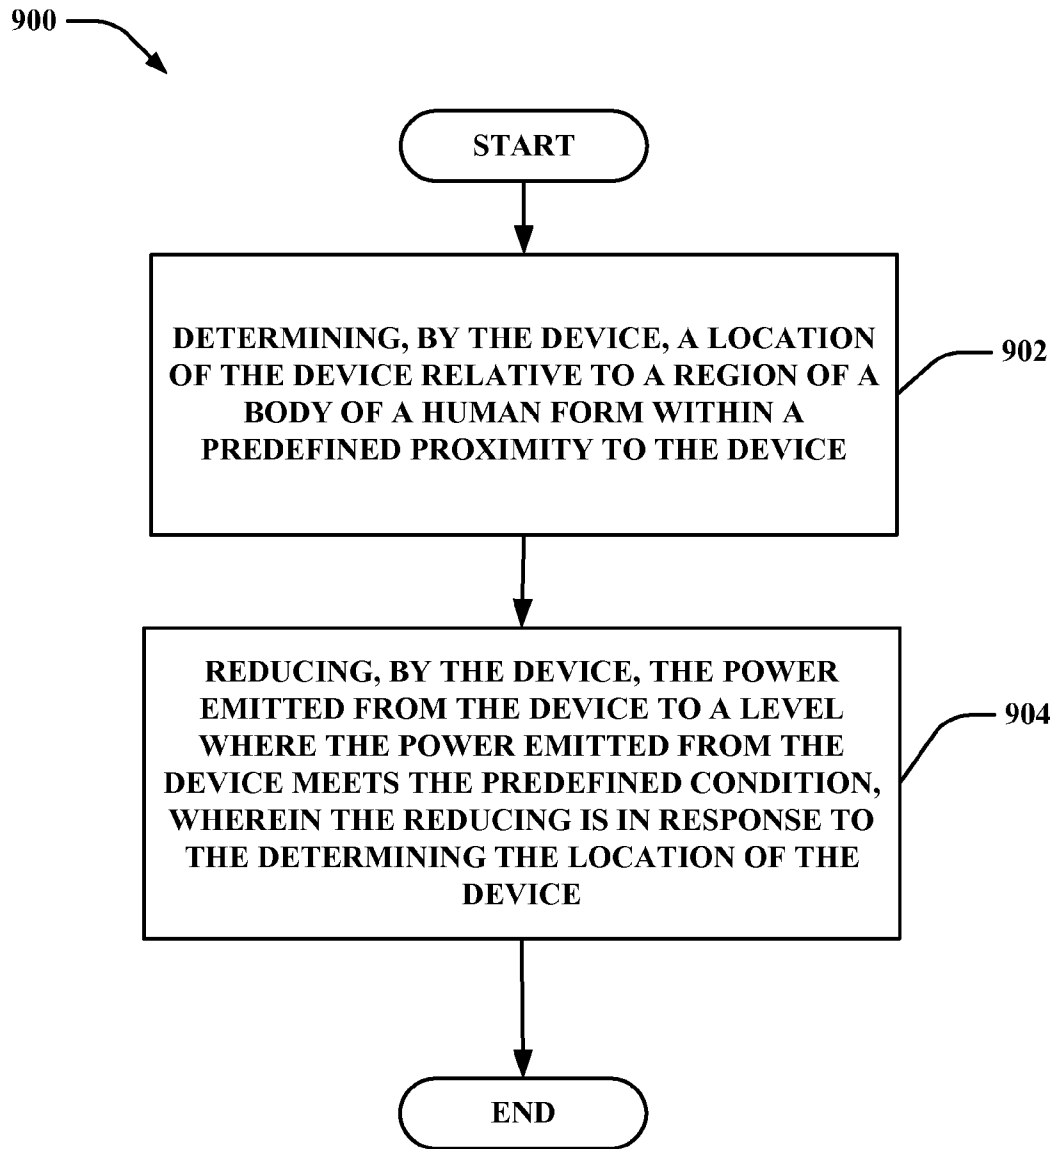 900
START
DETERMINING, BY THE DEVICE, A LOCATION
OF THE DEVICE RELATIVE TO A REGION OF A
BODY OF A HUMAN FORM WITHIN A
PREDEFINED PROXIMITY TO THE DEVICE
902
REDUCING, BY THE DEVICE, THE POWER
EMITTED FROM THE DEVICE TO A LEVEL
WHERE THE POWER EMITTED FROM THE
DEVICE MEETS THE PREDEFINED CONDITION,
WHEREIN THE REDUCING IS IN RESPONSE TO
THE DETERMINING THE LOCATION OF THE
DEVICE
904
END